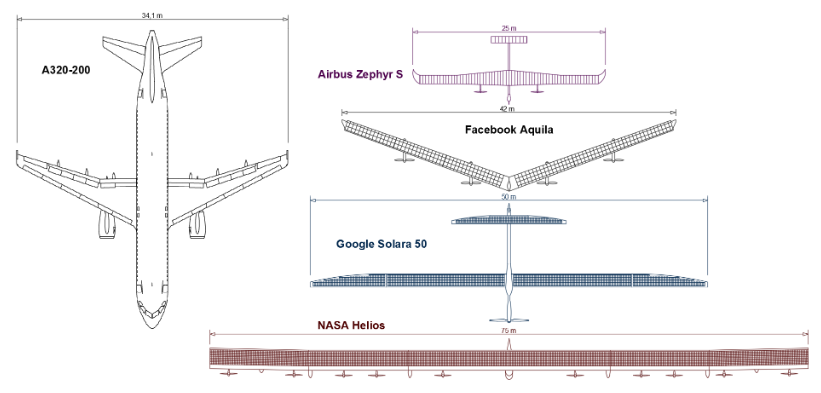 34,1 m
A320-200
25 m
Airbus Zephyr S
42 m
Facebook Aquila
50 m
Google Solara 50
NASA Helios
75 m